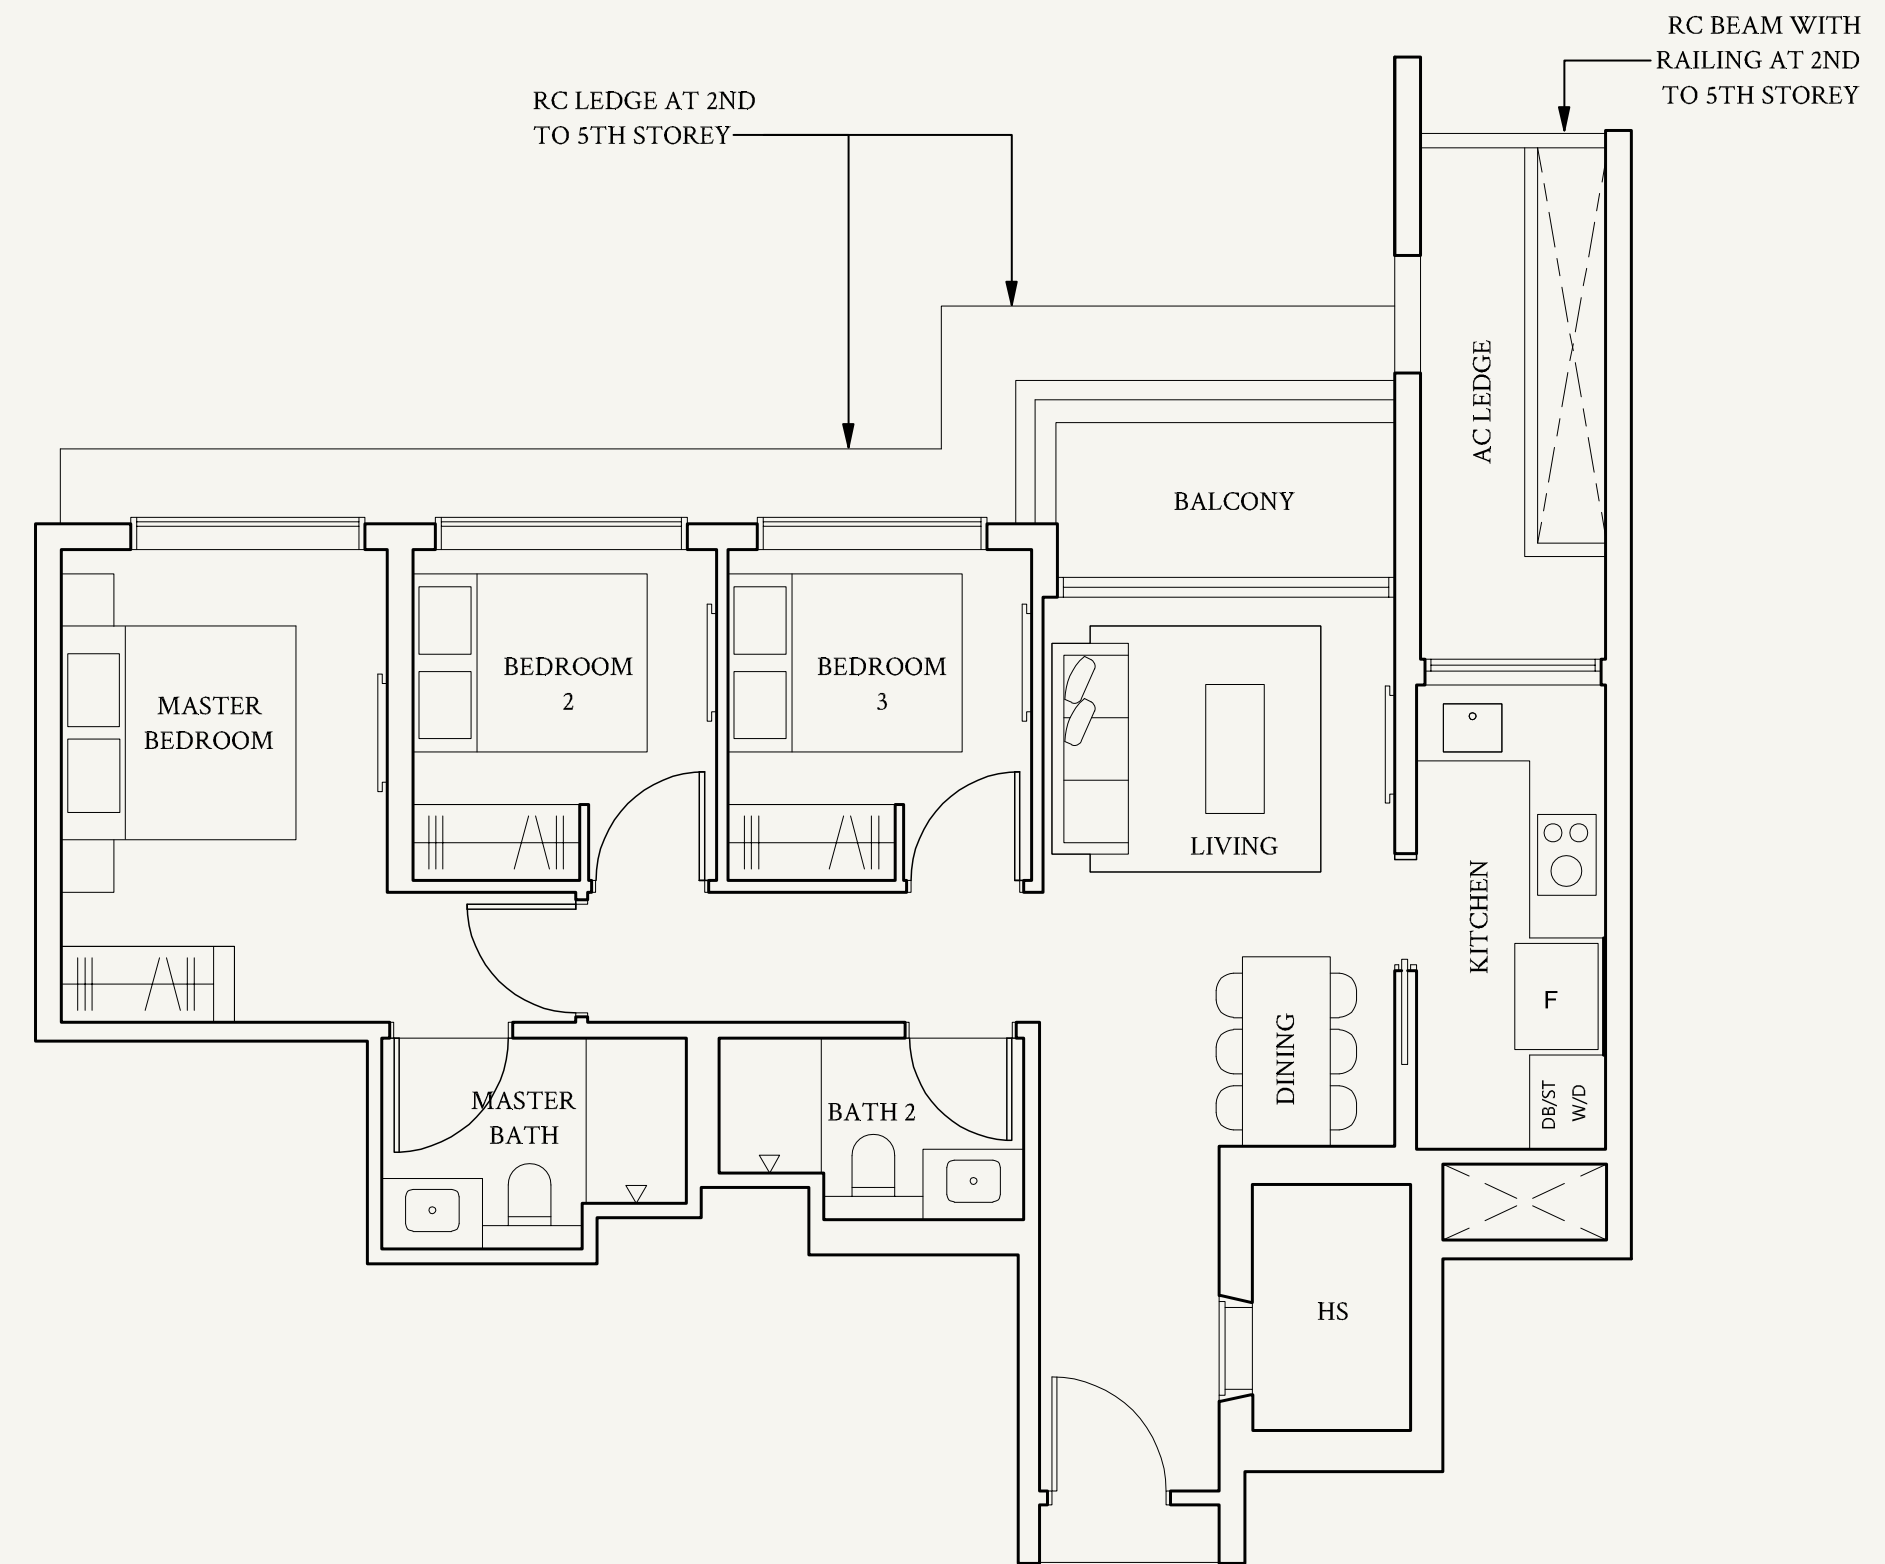 RC BEAM WITH
RAILING AT 2ND
TO 5TH STOREY
RC LEDGE AT 2ND
TO 5TH STOREY
AC LEDGE
BALCONY
MASTER
BEDROOM
BEDROOM
2
BEDROOM
3
LIVING
KITCHEN
F
DINING
DB/ST
W/D
MASTER
BATH
BATH 2
HS